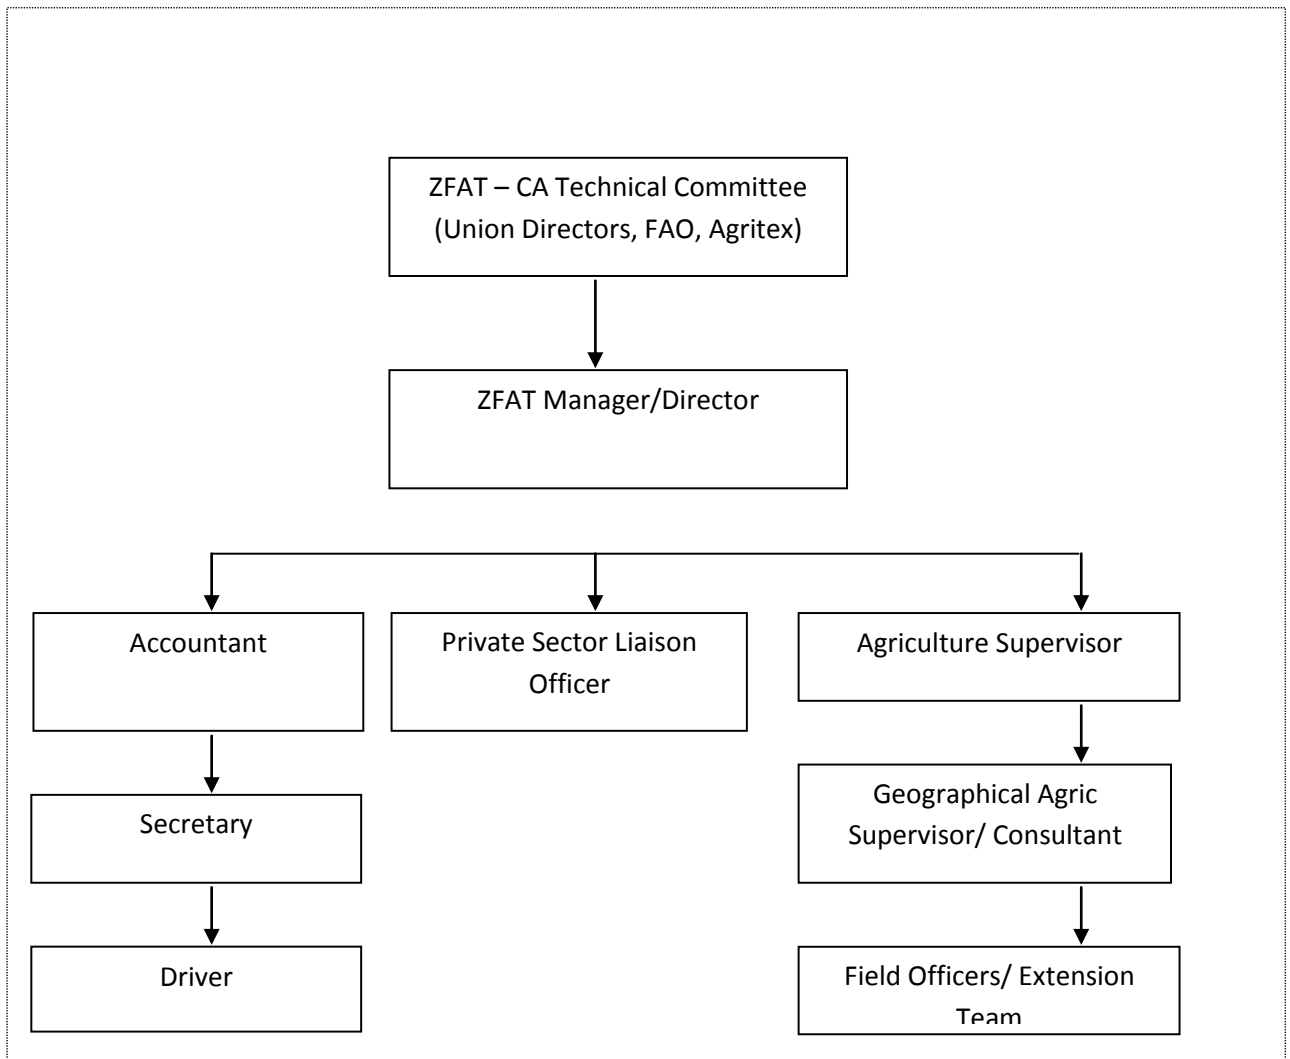 ZFAT – CA Technical Committee
(Union Directors, FAO, Agritex)
ZFAT Manager/Director
Accountant
Private Sector Liaison
Officer
Agriculture Supervisor
Secretary
Geographical Agric
Supervisor/ Consultant
Driver
Field Officers/ Extension
Team